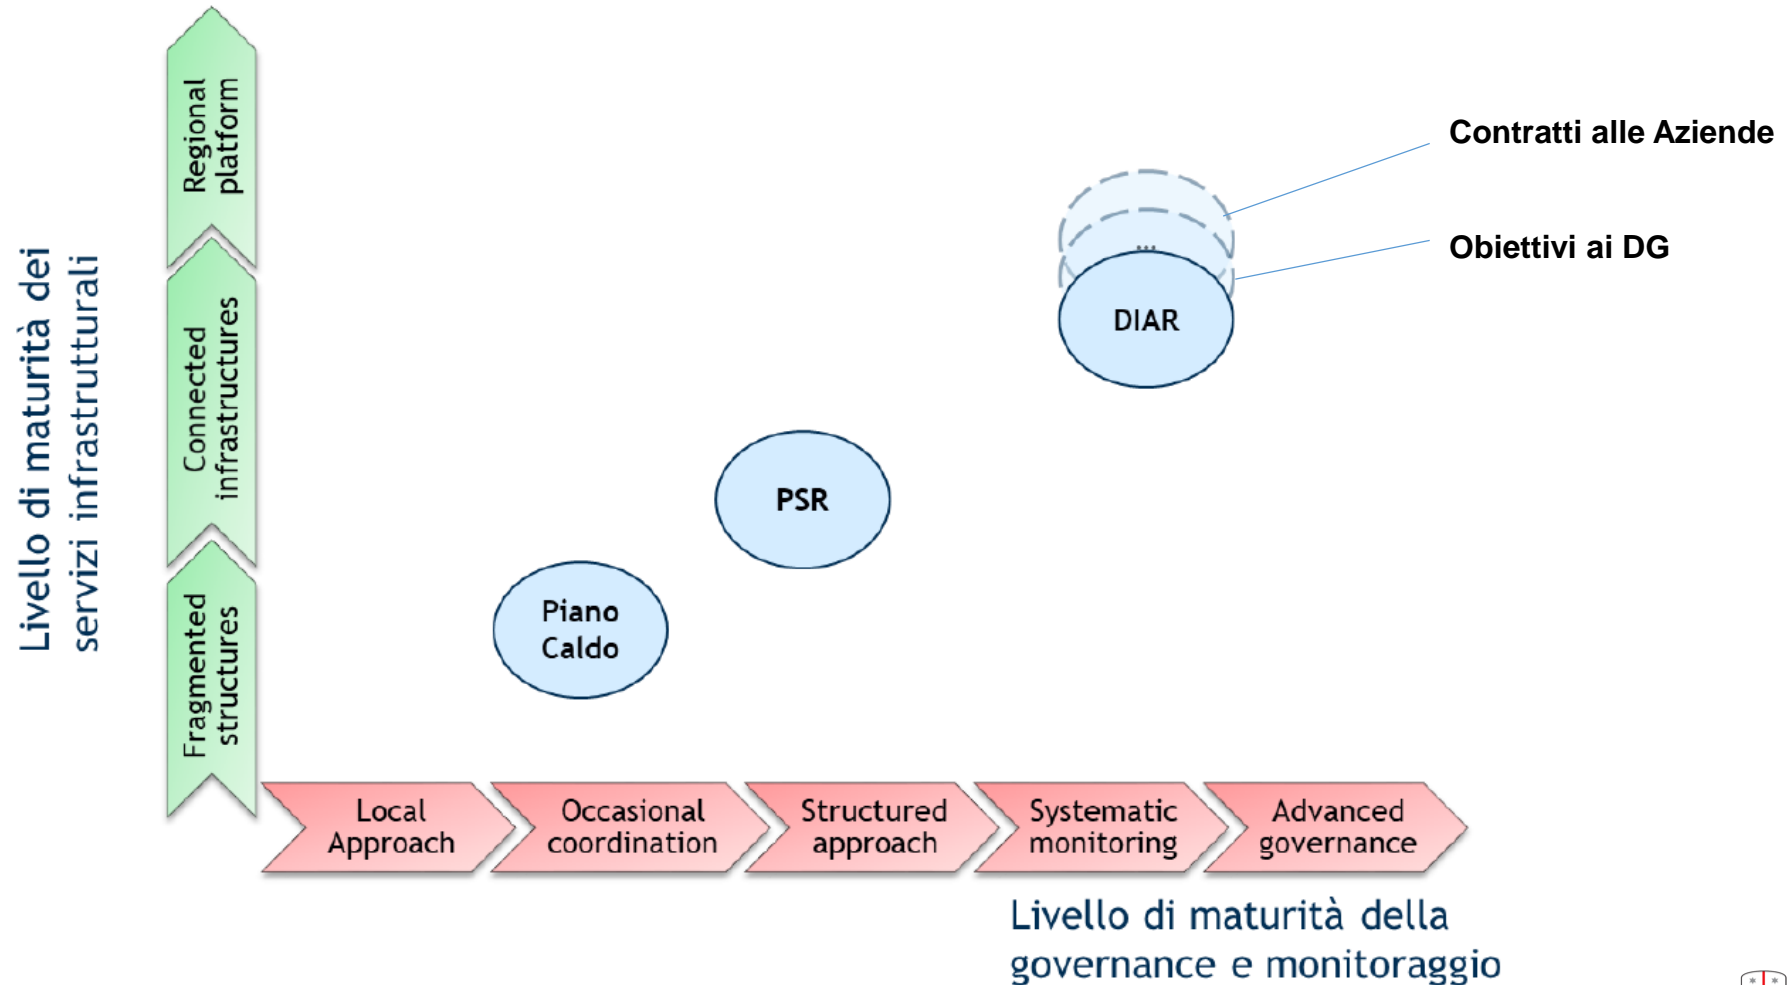 Livello di maturità dei
servizi infrastrutturali
Regional
platform
Connected
infrastructures
Fragmented
structures
Contratti alle Aziende
Obiettivi ai DG
...
DIAR
PSR
Piano
Caldo
Local
Approach
Occasional
coordination
Structured
approach
Systematic
monitoring
Advanced
governance
Livello di maturità della
governance e monitoraggio